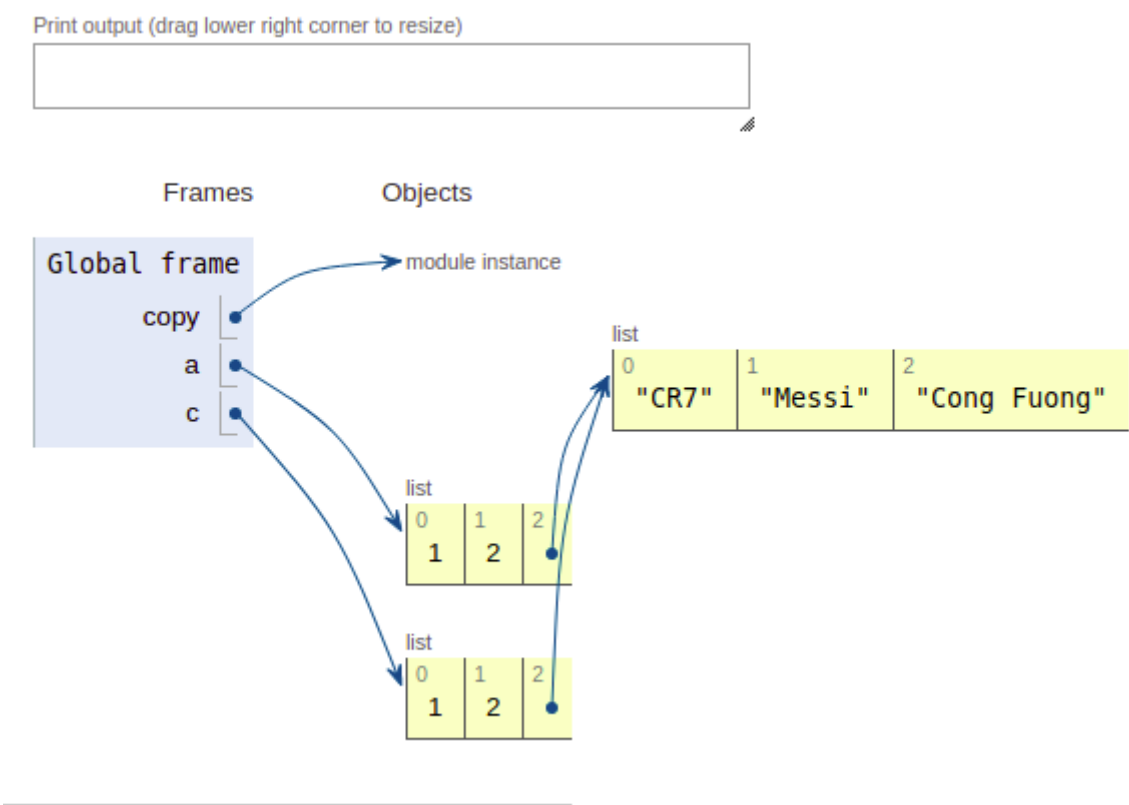 Print output (drag lower right corner to resize)
Frames Objects
Global frame
module instance
copy
a
c
list
0 1 2
"CR7" "Messi" "Cong Fuong"
list
0 1 2
1 2
list
0 1 2
1 2